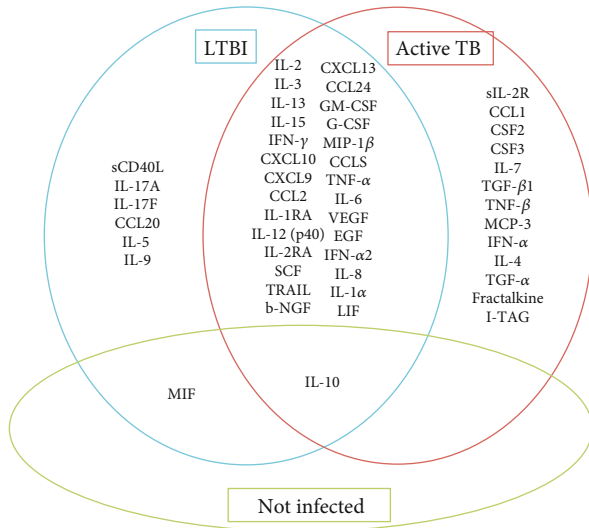 LTBI
Active TB
sCD40L
IL-17A
IL-17F
CCL20
IL-5
IL-9
IL-2
IL-3
IL-13
IL-15
IFN-γ
CXCL10
CXCL9
CCL2
IL-1RA
IL-12 (p40)
IL-2RA
SCF
TRAIL
b-NGF
CXCL13
CCL24
GM-CSF
G-CSF
MIP-1β
CCLS
TNF-α
IL-6
VEGF
EGF
IFN-α2
IL-8
IL-1α
LIF
sIL-2R
CCL1
CSF2
CSF3
IL-7
TGF-β1
TNF-β
MCP-3
IFN-α
IL-4
TGF-α
Fractalkine
I-TAG
MIF
IL-10
Not infected